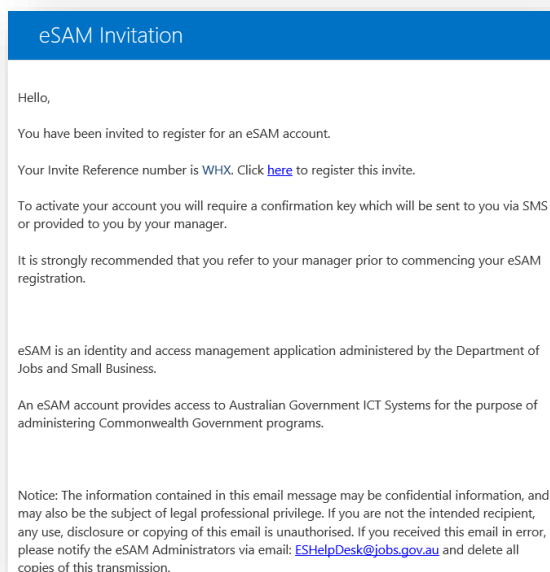 eSAM Invitation
Hello,
You have been invited to register for an eSAM account.
Your Invite Reference number is WHX. Click here to register this invite.
To activate your account you will require a confirmation key which will be sent to you via SMS
or provided to you by your manager.
It is strongly recommended that you refer to your manager prior to commencing your eSAM
registration.
eSAM is an identity and access management application administered by the Department of
Jobs and Small Business.
An eSAM account provides access to Australian Government ICT Systems for the purpose of
administering Commonwealth Government programs.
Notice: The information contained in this email message may be confidential information, and
may also be the subject of legal professional privilege. If you are not the intended recipient,
any use, disclosure or copying of this email is unauthorised. If you received this email in error,
please notify the eSAM Administrators via email: ESHelpDesk@jobs.gov.au and delete all
copies of this transmission.